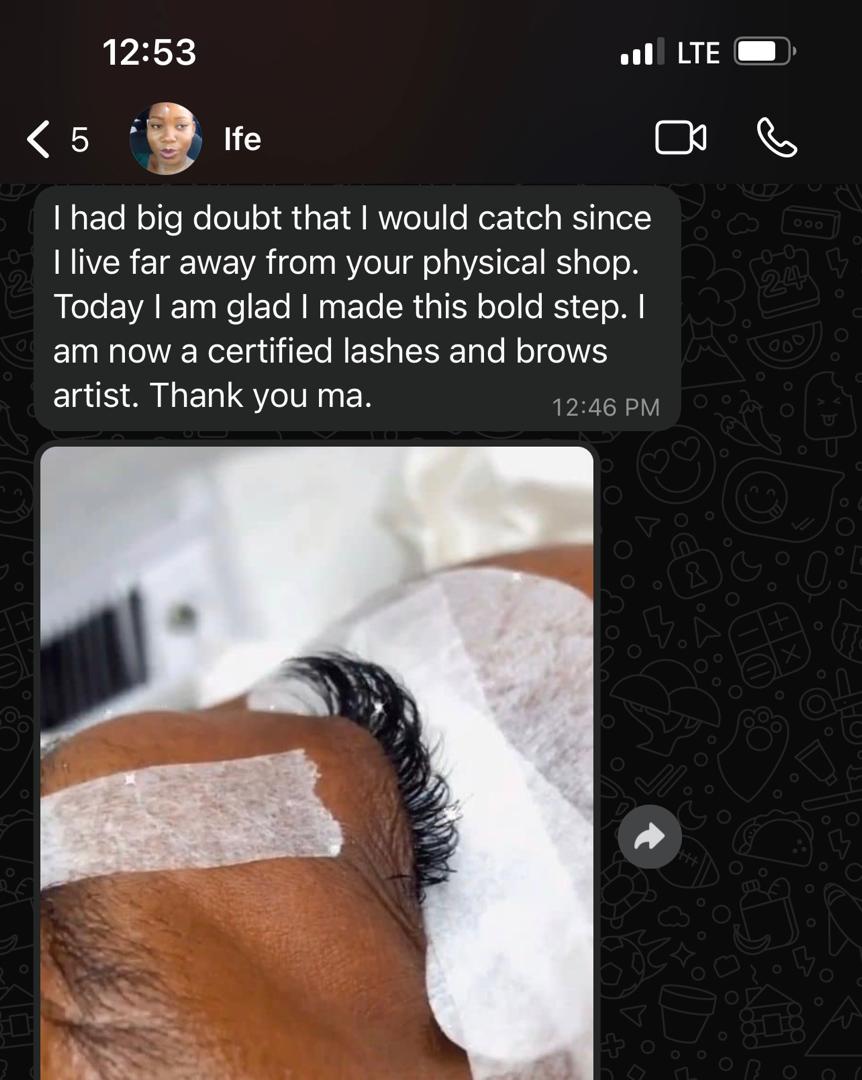 12:53
LTE
5
Ife
I had big doubt that I would catch since
I live far away from your physical shop.
Today I am glad I made this bold step. I
am now a certified lashes and brows
artist. Thank you ma.
12:46 PM
24